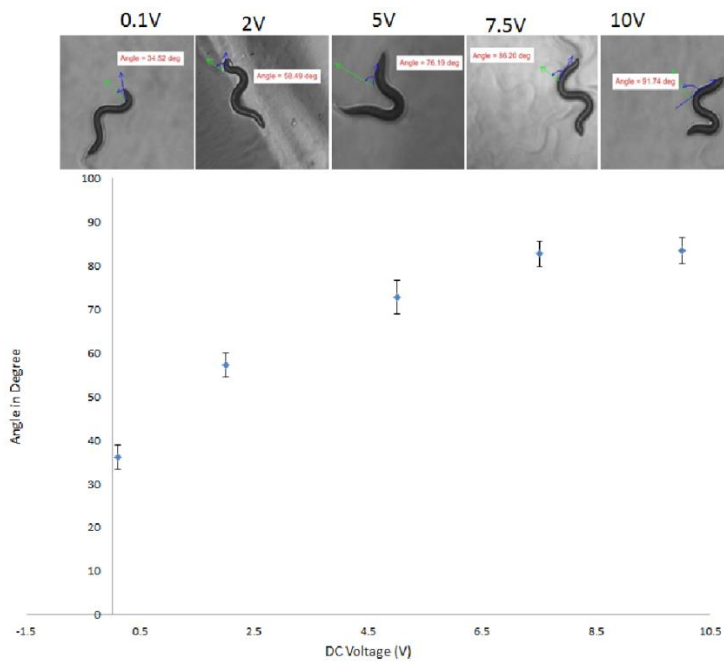 0.1V 2V 5V 7.5V 10V
Angle = 34.52 deg
Angle = 58.49 deg
Angle = 76.19 deg
Angle = 86.26 deg
Angle = 91.74 deg
100
90
80
70
60
50
40
30
20
10
0
Angle in Degree
-1.5 0.5 2.5 4.5 6.5 8.5 10.5
DC Voltage (V)